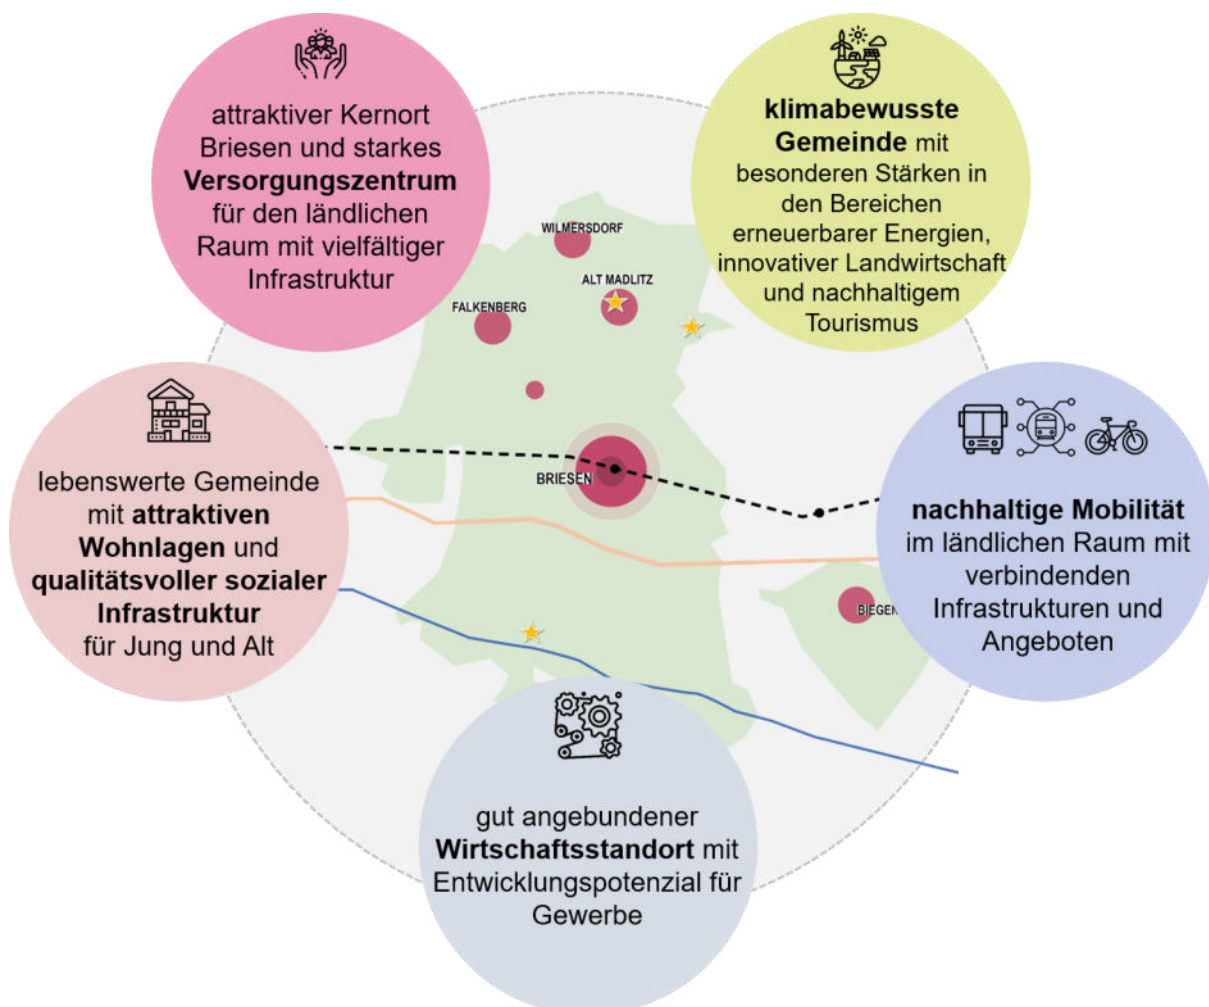 attraktiver Kernort
Briesen und starkes
Versorgungszentrum
für den ländlichen
Raum mit vielfältiger
Infrastruktur
klimabewusste
Gemeinde mit
besonderen Stärken in
den Bereichen
erneuerbarer Energien,
innovativer Landwirtschaft
und nachhaltigem
Tourismus
WILMERSDORF
ALT MADLITZ
FALKENBERG
BRIESEN
BIEGEN
lebenswerte Gemeinde
mit attraktiven
Wohnlagen und
qualitätsvoller sozialer
Infrastruktur
für Jung und Alt
nachhaltige Mobilität
im ländlichen Raum mit
verbindenden
Infrastrukturen und
Angeboten
gut angebundener
Wirtschaftsstandort mit
Entwicklungspotenzial für
Gewerbe